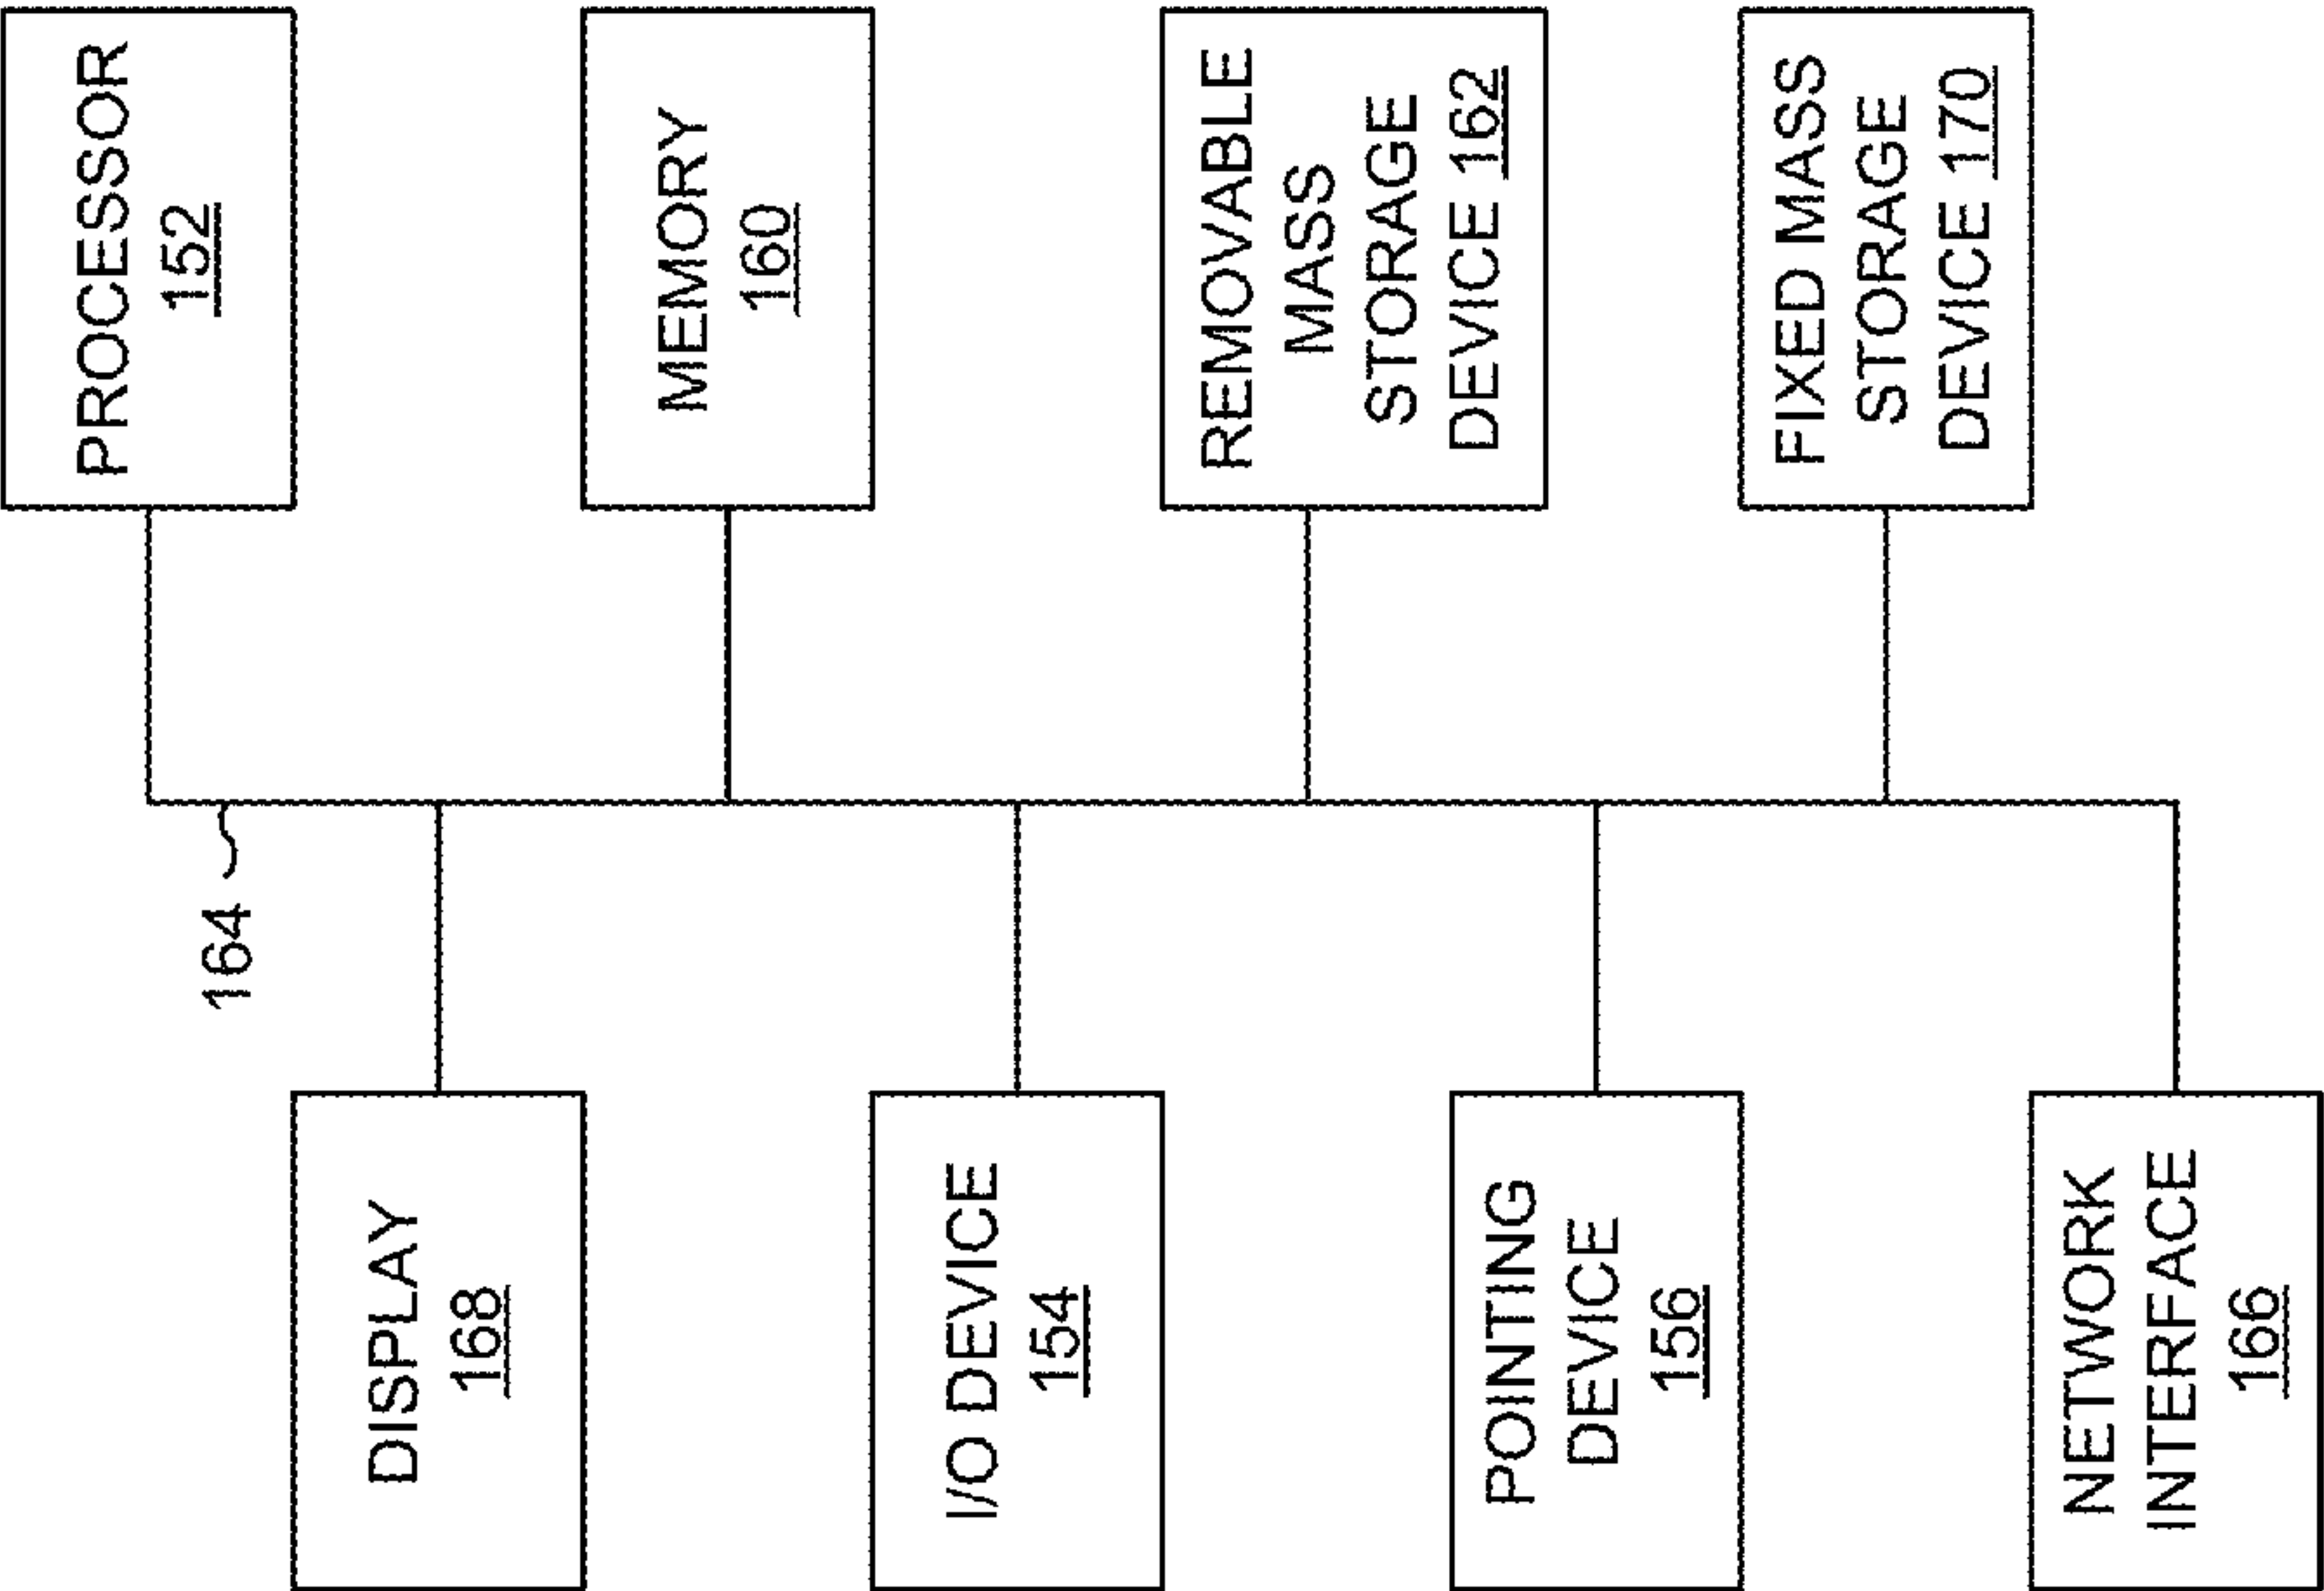 PROCESSOR
152
MEMORY
160
REMOVABLE
MASS
STORAGE
DEVICE 162
FIXED MASS
STORAGE
DEVICE 170
164
DISPLAY
168
I/O DEVICE
154
POINTING
DEVICE
156
NETWORK
INTERFACE
166